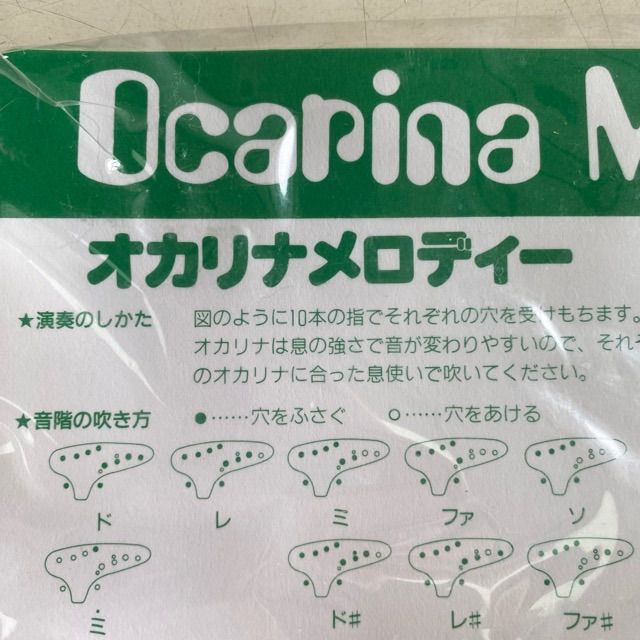 Ocarina M
オカリナメロディー
★演奏のしかた 図のように10本の指でそれぞれの穴を受けもちます。
オカリナは息の強さで音が変わりやすいので、それぞ
のオカリナに合った息使いで吹いてください。
★音階の吹き方 ●……穴をふさぐ ○……穴をあける
ド レ ミ ファ ソ
ミ ド♯ レ♯ ファ♯